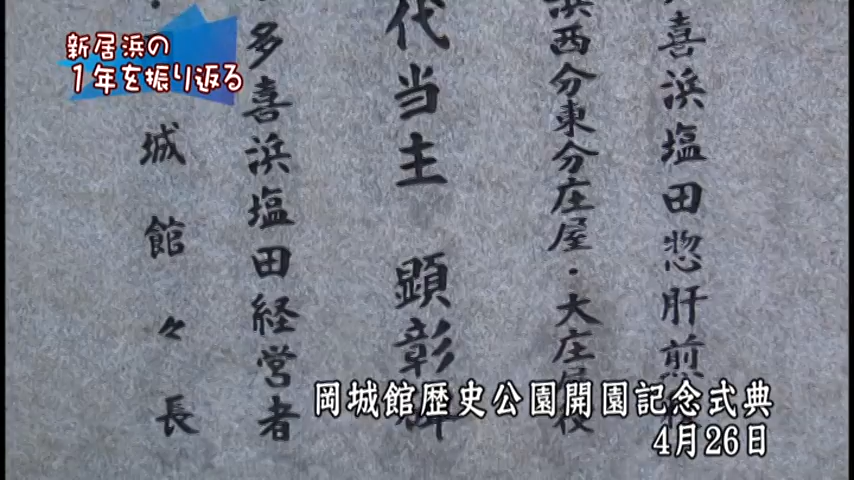 新居浜の
1年を振り返る
喜浜塩田惣肝煎
浜西分東分庄屋・大庄屋役
代当主 顕彰碑
多喜浜塩田経営者
城館々長
岡城館歴史公園開園記念式典
4月26日